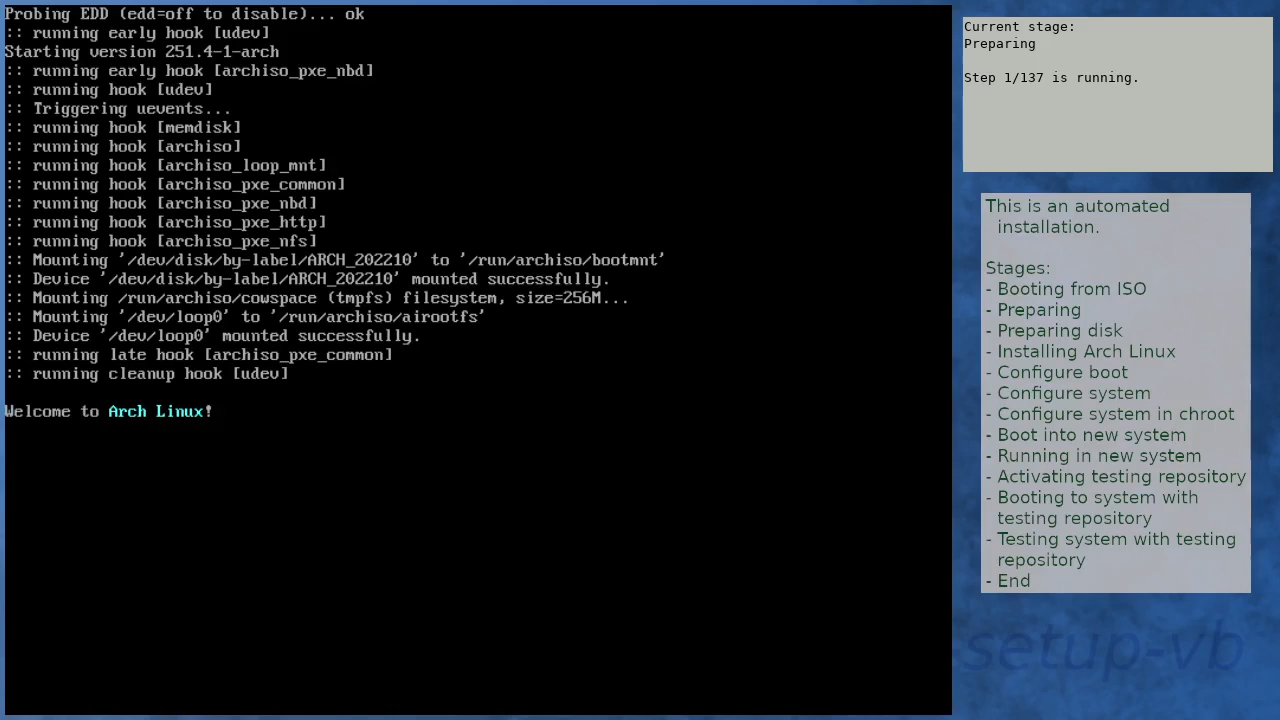 Probing EDD (edd=off to disable)... ok
:: running early hook [udev]
Starting version 251.4-1-arch
:: running early hook [archiso_pxe_nbd]
:: running hook [udev]
:: Triggering uevents...
:: running hook [memdisk]
:: running hook [archiso]
:: running hook [archiso_loop_mnt]
:: running hook [archiso_pxe_common]
:: running hook [archiso_pxe_nbd]
:: running hook [archiso_pxe_http]
:: running hook [archiso_pxe_nfs]
:: Mounting '/dev/disk/by-label/ARCH_202210' to '/run/archiso/bootmnt'
:: Device '/dev/disk/by-label/ARCH_202210' mounted successfully.
:: Mounting /run/archiso/cowspace (tmpfs) filesystem, size=256M...
:: Mounting '/dev/loop0' to '/run/archiso/airootfs'
:: Device '/dev/loop0' mounted successfully.
:: running late hook [archiso_pxe_common]
:: running cleanup hook [udev]
Welcome to Arch Linux!
Current stage:
Preparing
Step 1/137 is running.
This is an automated
installation.
Stages:
- Booting from ISO
- Preparing
- Preparing disk
- Installing Arch Linux
- Configure boot
- Configure system
- Configure system in chroot
- Boot into new system
- Running in new system
- Activating testing repository
- Booting to system with
testing repository
- Testing system with testing
repository
- End
setup-vb